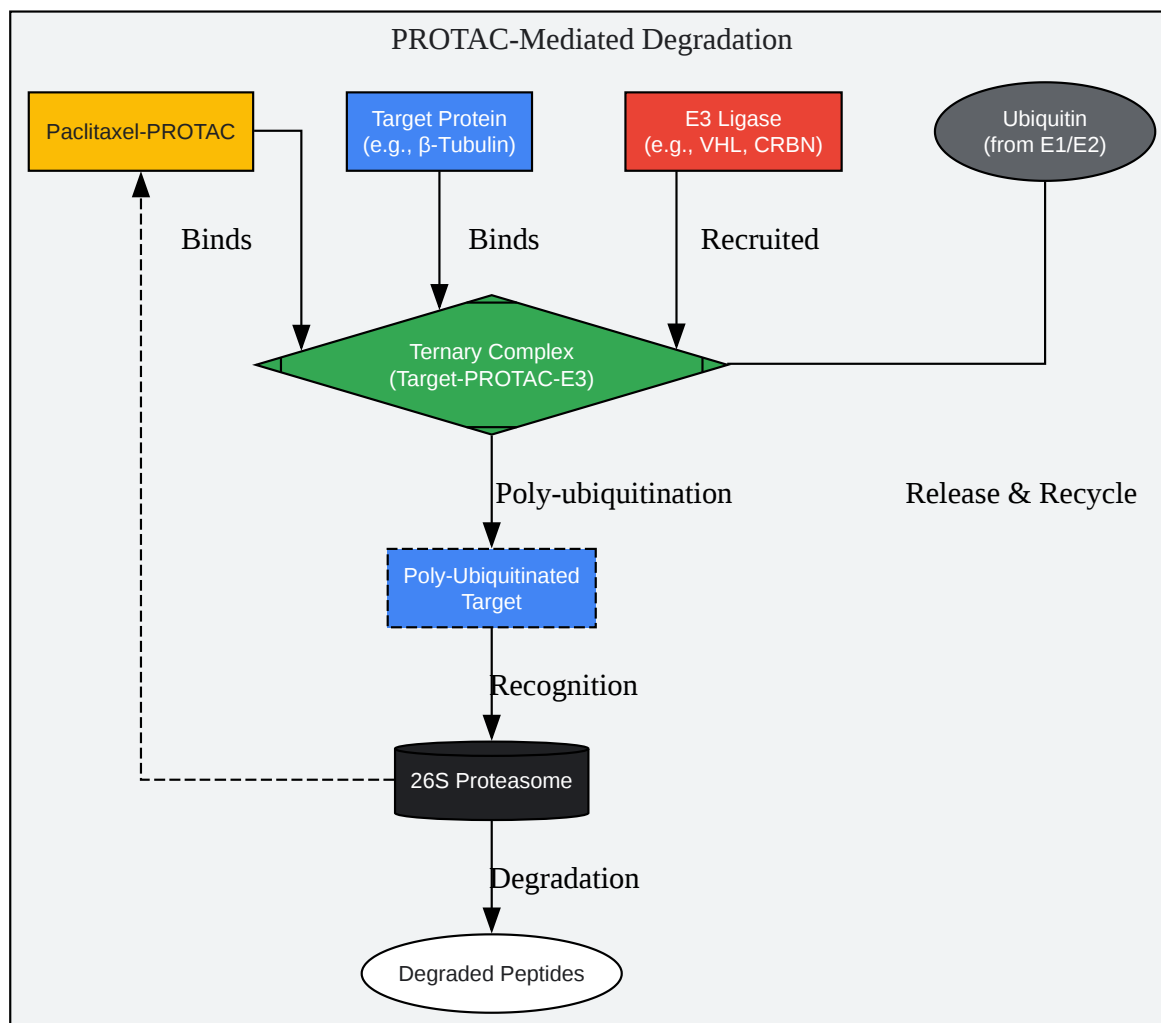 PROTAC-Mediated Degradation
Paclitaxel-PROTAC
Target Protein
(e.g., β-Tubulin)
E3 Ligase
(e.g., VHL, CRBN)
Ubiquitin
(from E1/E2)
Binds
Binds
Recruited
Ternary Complex
(Target-PROTAC-E3)
Poly-ubiquitination
Release & Recycle
Poly-Ubiquitinated
Target
Recognition
26S Proteasome
Degradation
Degraded Peptides